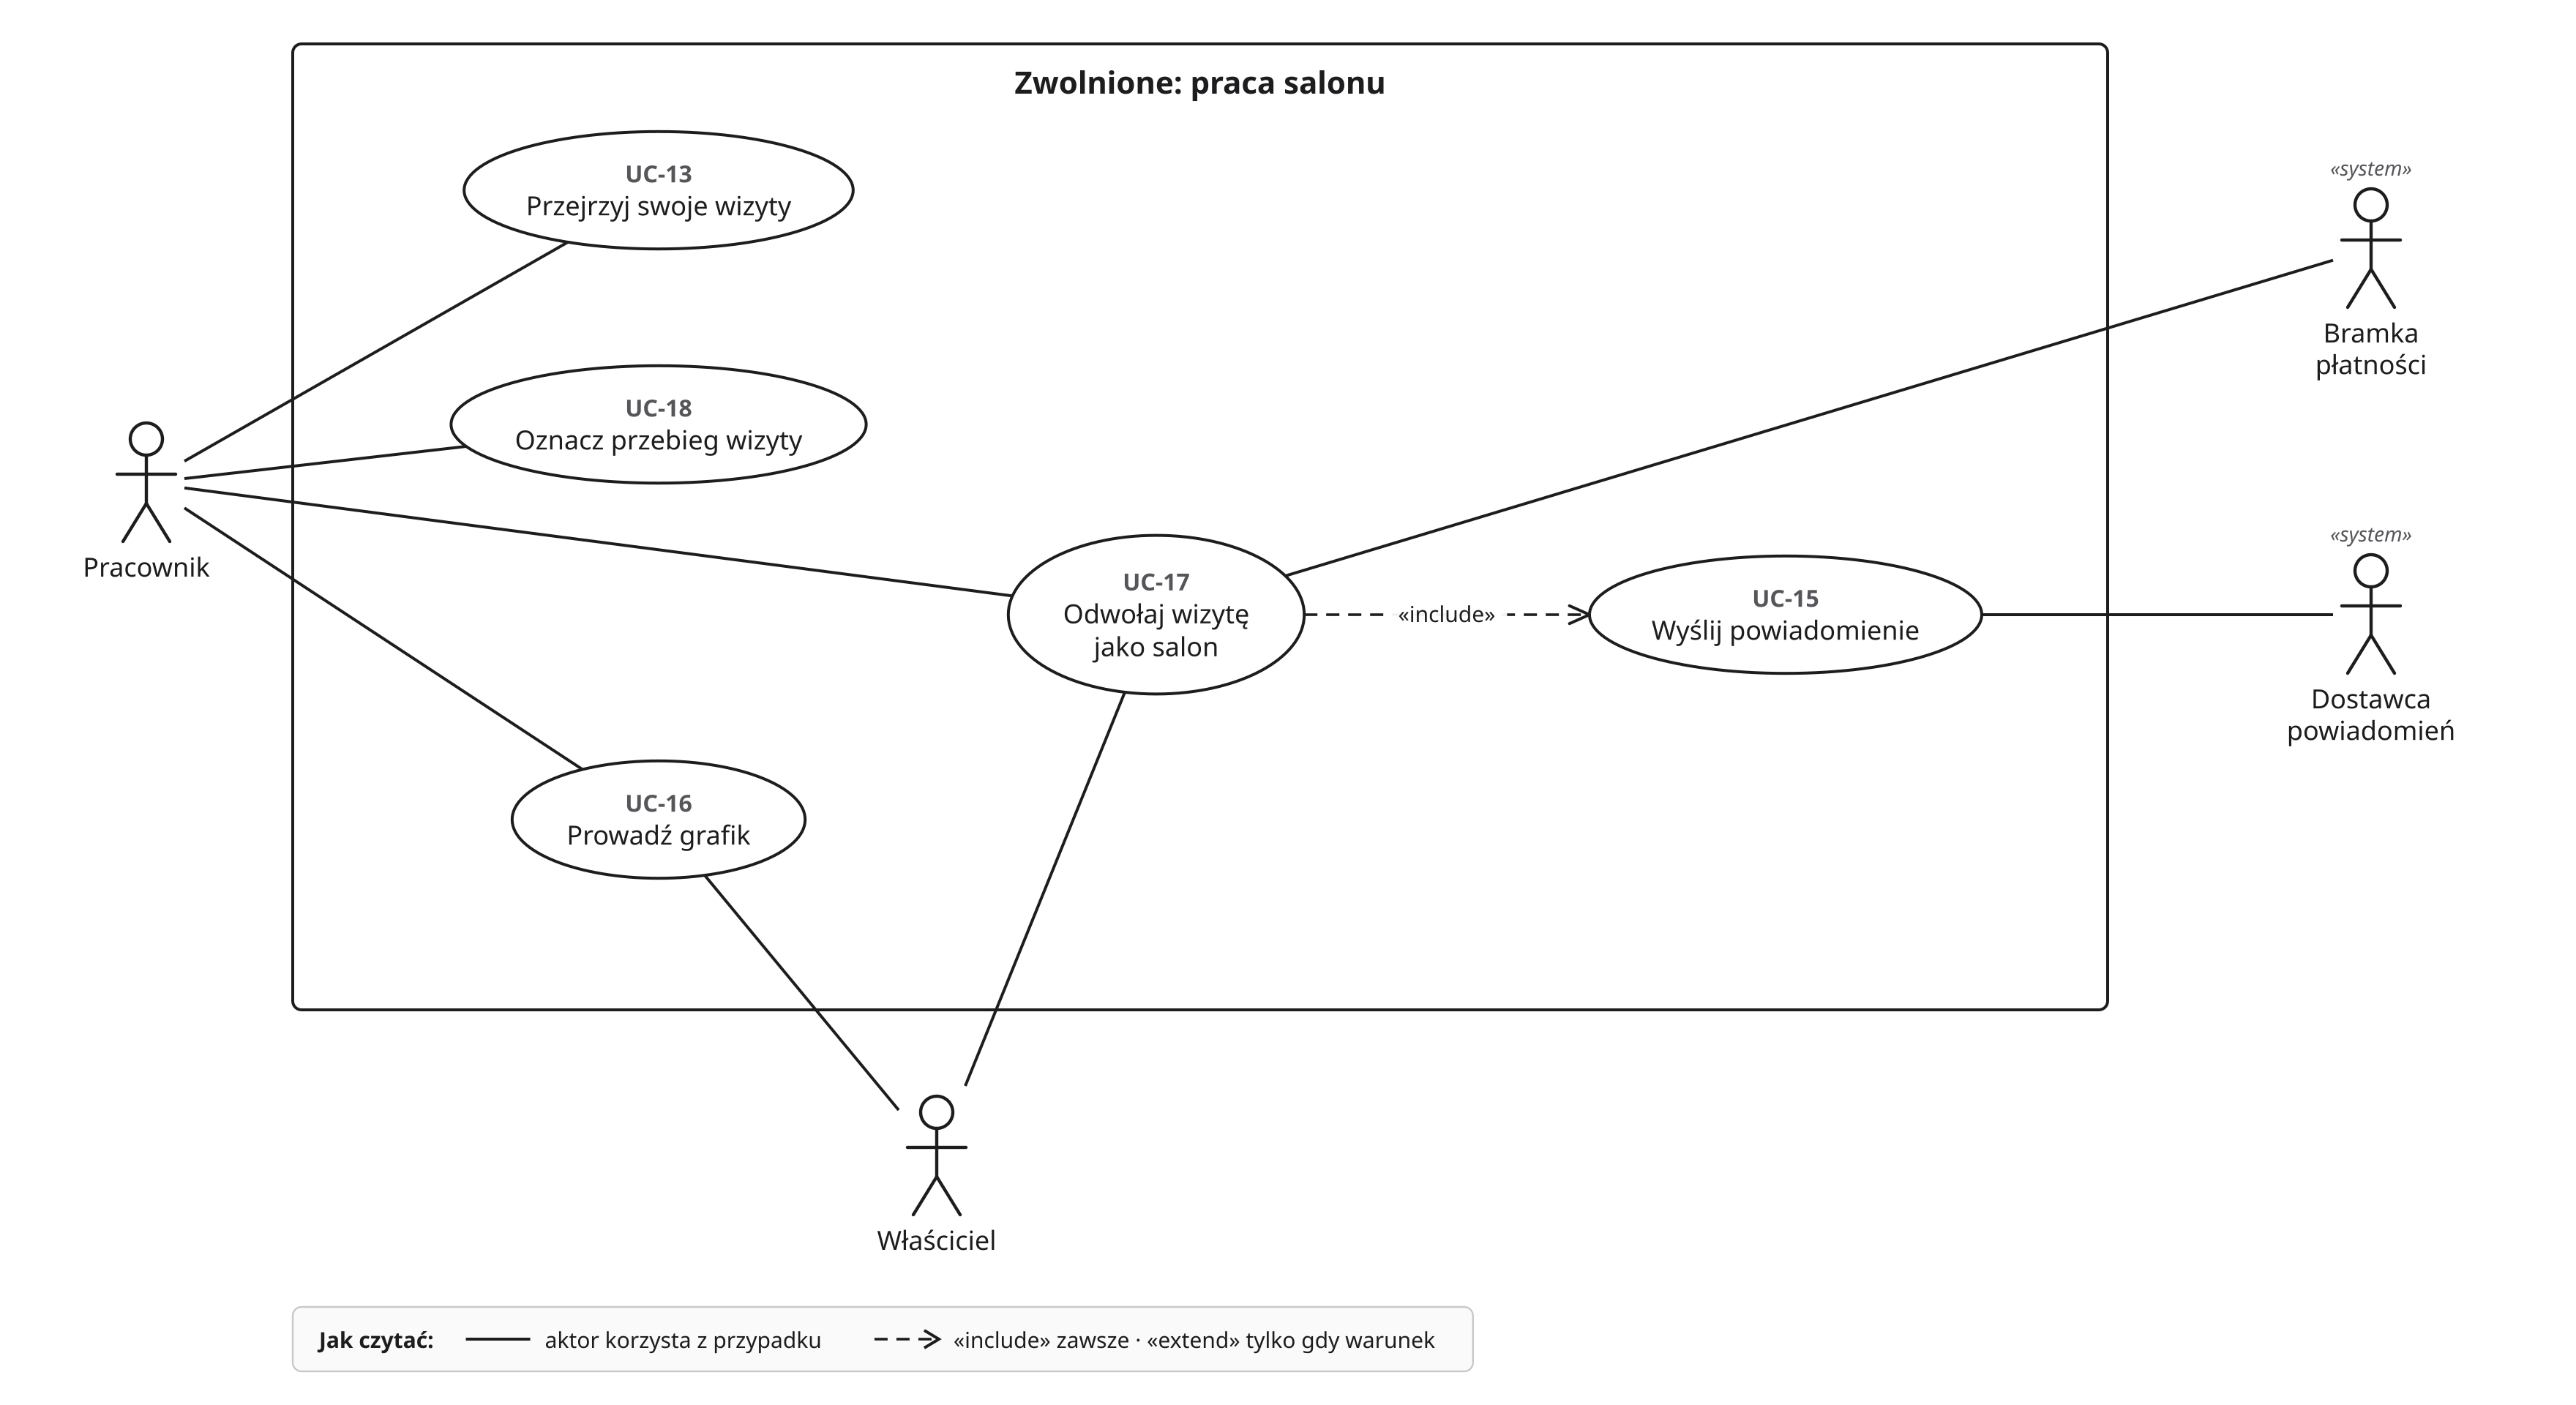 Zwolnione: praca salonu
UC-13
Przejrzyj swoje wizyty
«system»
Bramka
płatności
UC-18
Oznacz przebieg wizyty
Pracownik
UC-17
Odwołaj wizytę
jako salon
«include»
UC-15
Wyślij powiadomienie
«system»
Dostawca
powiadomień
UC-16
Prowadź grafik
Właściciel
Jak czytać: aktor korzysta z przypadku «include» zawsze · «extend» tylko gdy warunek